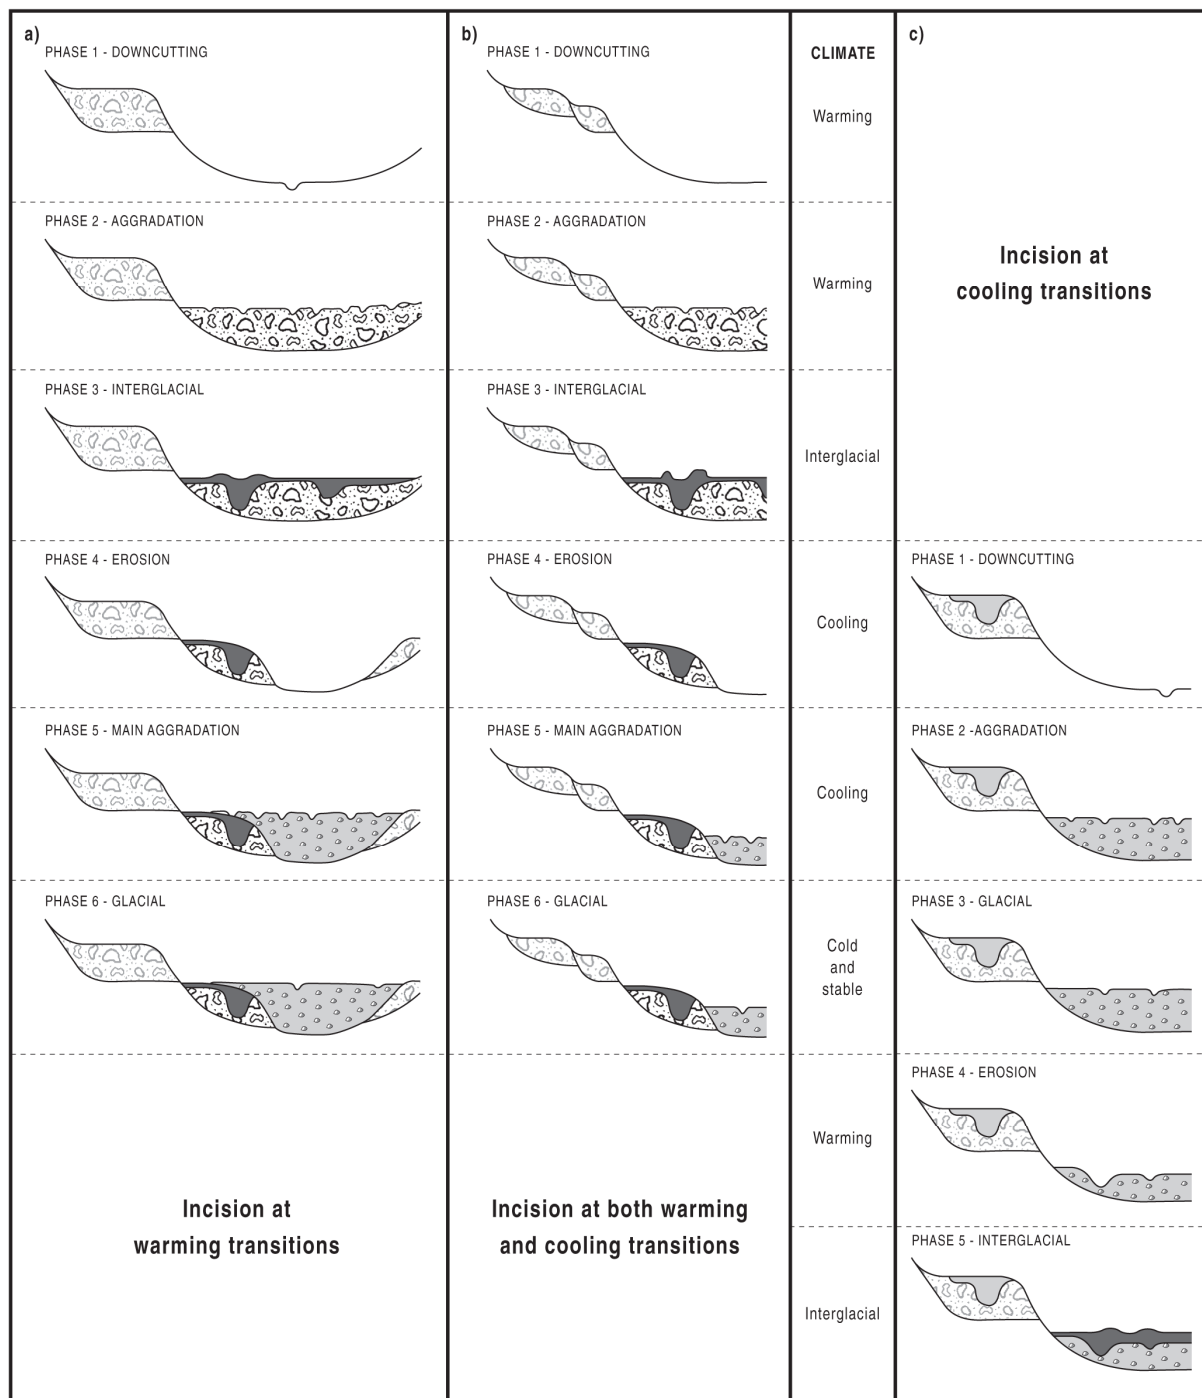 a)
PHASE 1 - DOWNCUTTING
PHASE 2 - AGGRADATION
PHASE 3 - INTERGLACIAL
PHASE 4 - EROSION
PHASE 5 - MAIN AGGRADATION
PHASE 6 - GLACIAL
Incision at
warming transitions
b)
PHASE 1 - DOWNCUTTING
PHASE 2 - AGGRADATION
PHASE 3 - INTERGLACIAL
PHASE 4 - EROSION
PHASE 5 - MAIN AGGRADATION
PHASE 6 - GLACIAL
Incision at both warming
and cooling transitions
CLIMATE
Warming
Warming
Interglacial
Cooling
Cooling
Cold
and
stable
Warming
Interglacial
c)
Incision at
cooling transitions
PHASE 1 - DOWNCUTTING
PHASE 2 -AGGRADATION
PHASE 3 - GLACIAL
PHASE 4 - EROSION
PHASE 5 - INTERGLACIAL